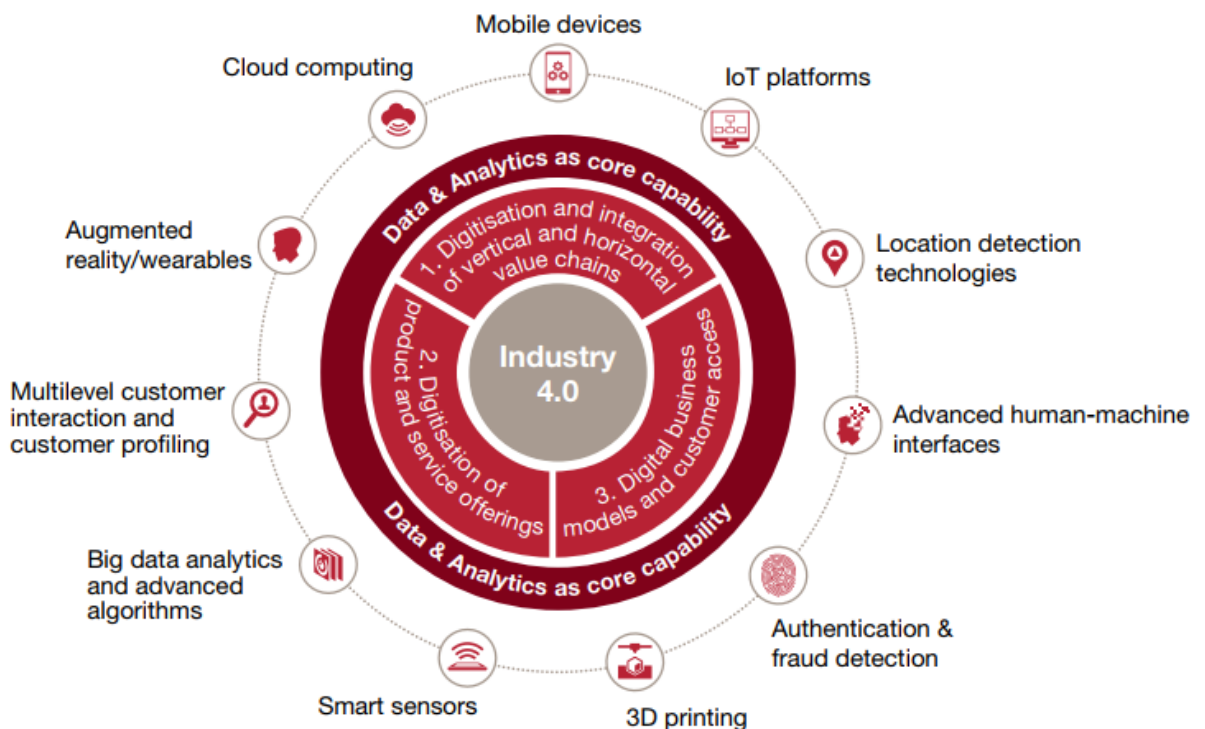 Mobile devices
Cloud computing
IoT platforms
Data & Analytics as core capability
1. Digitisation and integration
of vertical and horizontal
value chains
Augmented
reality/wearables
Location detection
technologies
Industry
4.0
2. Digitisation of
product and service offerings
3. Digital business
models and customer access
Multilevel customer
interaction and
customer profiling
Advanced human-machine
interfaces
Data & Analytics as core capability
Big data analytics
and advanced
algorithms
Authentication &
fraud detection
Smart sensors
3D printing